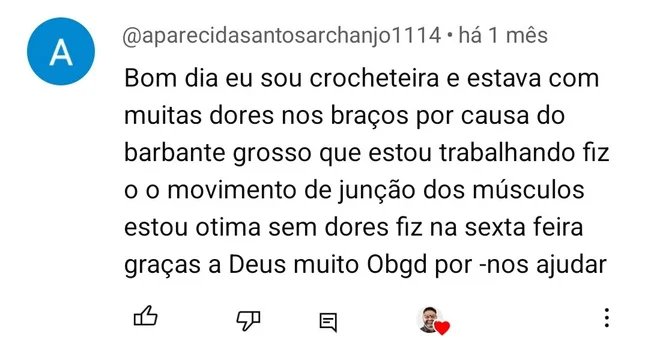 A
@aparecidasantosarchanjo1114 • há 1 mês
Bom dia eu sou crocheteira e estava com
muitas dores nos braços por causa do
barbante grosso que estou trabalhando fiz
o o movimento de junção dos músculos
estou otima sem dores fiz na sexta feira
graças a Deus muito Obgd por -nos ajudar